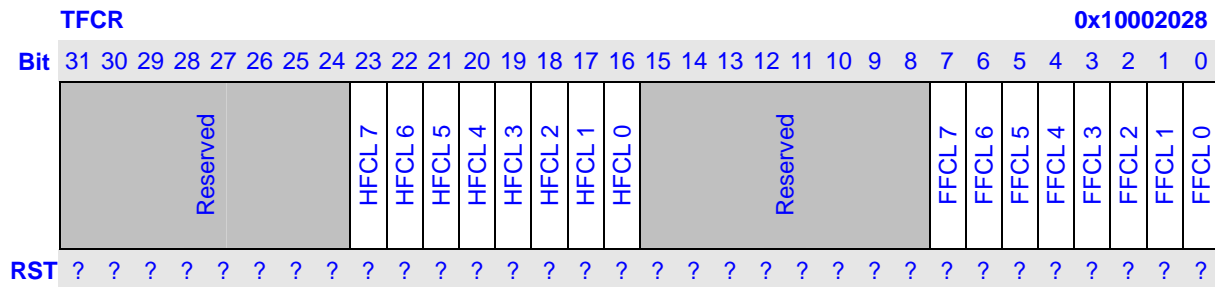 TFCR 0x10002028
Bit 31 30 29 28 27 26 25 24 23 22 21 20 19 18 17 16 15 14 13 12 11 10 9 8 7 6 5 4 3 2 1 0
Reserved HFCL 7 HFCL 6 HFCL 5 HFCL 4 HFCL 3 HFCL 2 HFCL 1 HFCL 0 Reserved FFCL 7 FFCL 6 FFCL 5 FFCL 4 FFCL 3 FFCL 2 FFCL 1 FFCL 0
RST ? ? ? ? ? ? ? ? ? ? ? ? ? ? ? ? ? ? ? ? ? ? ? ? ? ? ? ? ? ? ? ?